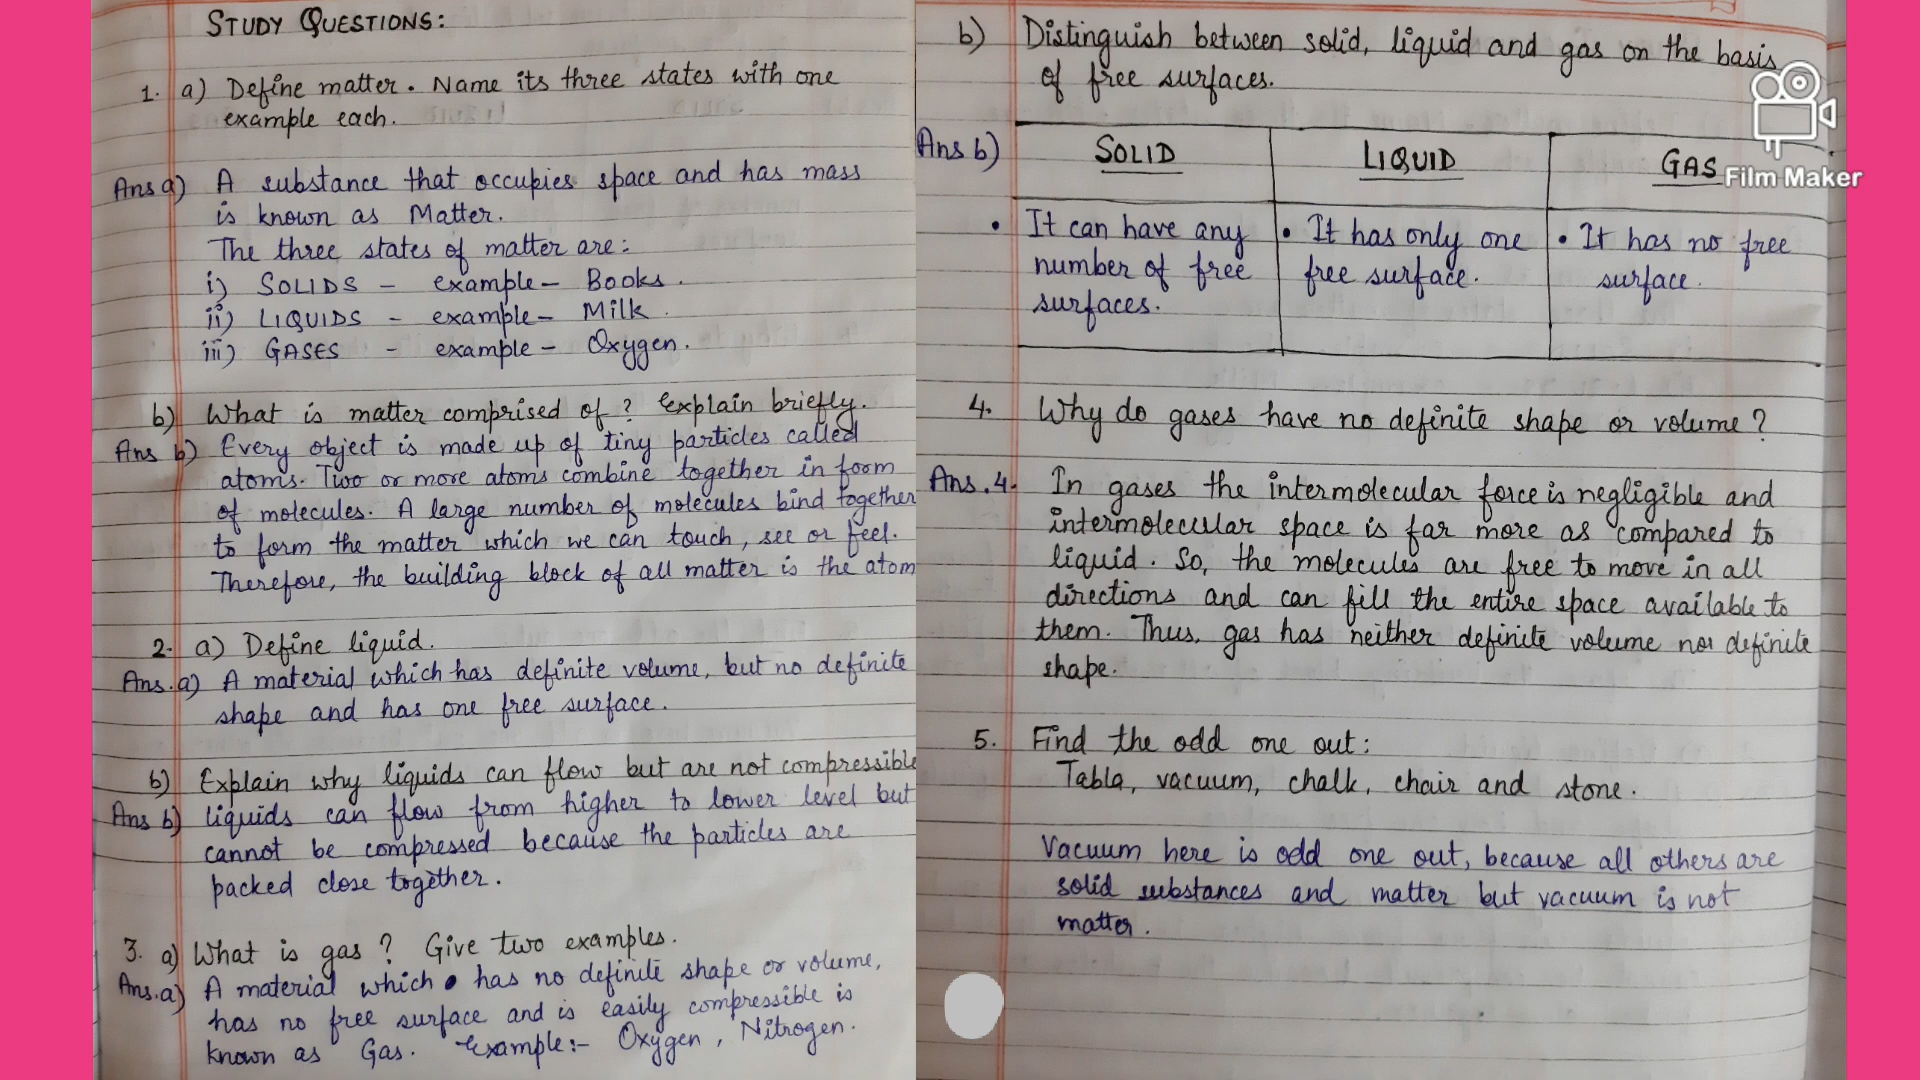 STUDY QUESTIONS:
1. a) Define matter. Name its three states with one
example each.
Ans a) A substance that occupies space and has mass
is known as Matter.
The three states of matter are:
i) SOLIDS - example - Books.
ii) LIQUIDS - example - Milk.
iii) GASES - example - Oxygen.
b) What is matter comprised of? Explain briefly.
Ans b) Every object is made up of tiny particles called
atoms. Two or more atoms combine together in foom
of molecules. A large number of molecules bind together
to form the matter which we can touch, see or feel.
Therefore, the building block of all matter is the atom
2. a) Define liquid.
Ans. a) A material which has definite volume, but no definite
shape and has one free surface.
b) Explain why liquids can flow but are not compressible
Ans b) liquids can flow from higher to lower level but
cannot be compressed because the particles are
packed close together.
3. a) What is gas? Give two examples.
Ans. a) A material which has no definite shape or volume,
has no free surface and is easily compressible is
known as Gas. Example:- Oxygen, Nitrogen.
b) Distinguish between solid, liquid and gas on the basis
of free surfaces.
Ans b) SOLID LIQUID GAS
• It can have any • It has only one • It has no free
number of free free surface. surface.
surfaces.
4. Why do gases have no definite shape or volume?
Ans. 4. In gases the intermolecular force is negligible and
intermolecular space is far more as compared to
liquid. So, the molecules are free to move in all
directions and can fill the entire space available to
them. Thus, gas has neither definite volume nor definite
shape.
5. Find the odd one out:
Tabla, vacuum, chalk, chair and stone.
Vacuum here is odd one out, because all others are
solid substances and matter but vacuum is not
matter.
Film Maker